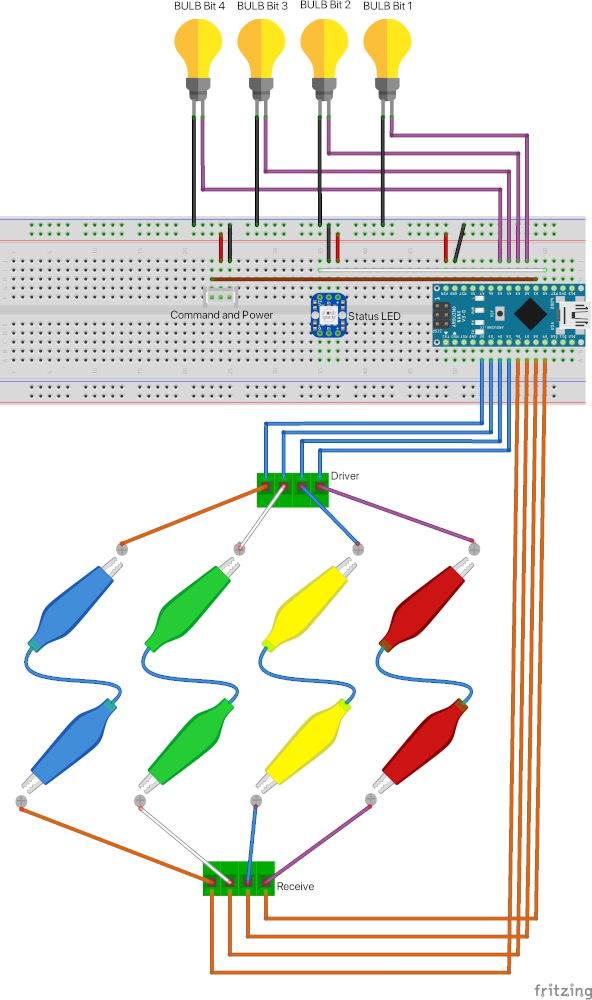 BULB Bit 4
BULB Bit 3
BULB Bit 2
BULB Bit 1
Command and Power
Status LED
Driver
Receive
fritzing